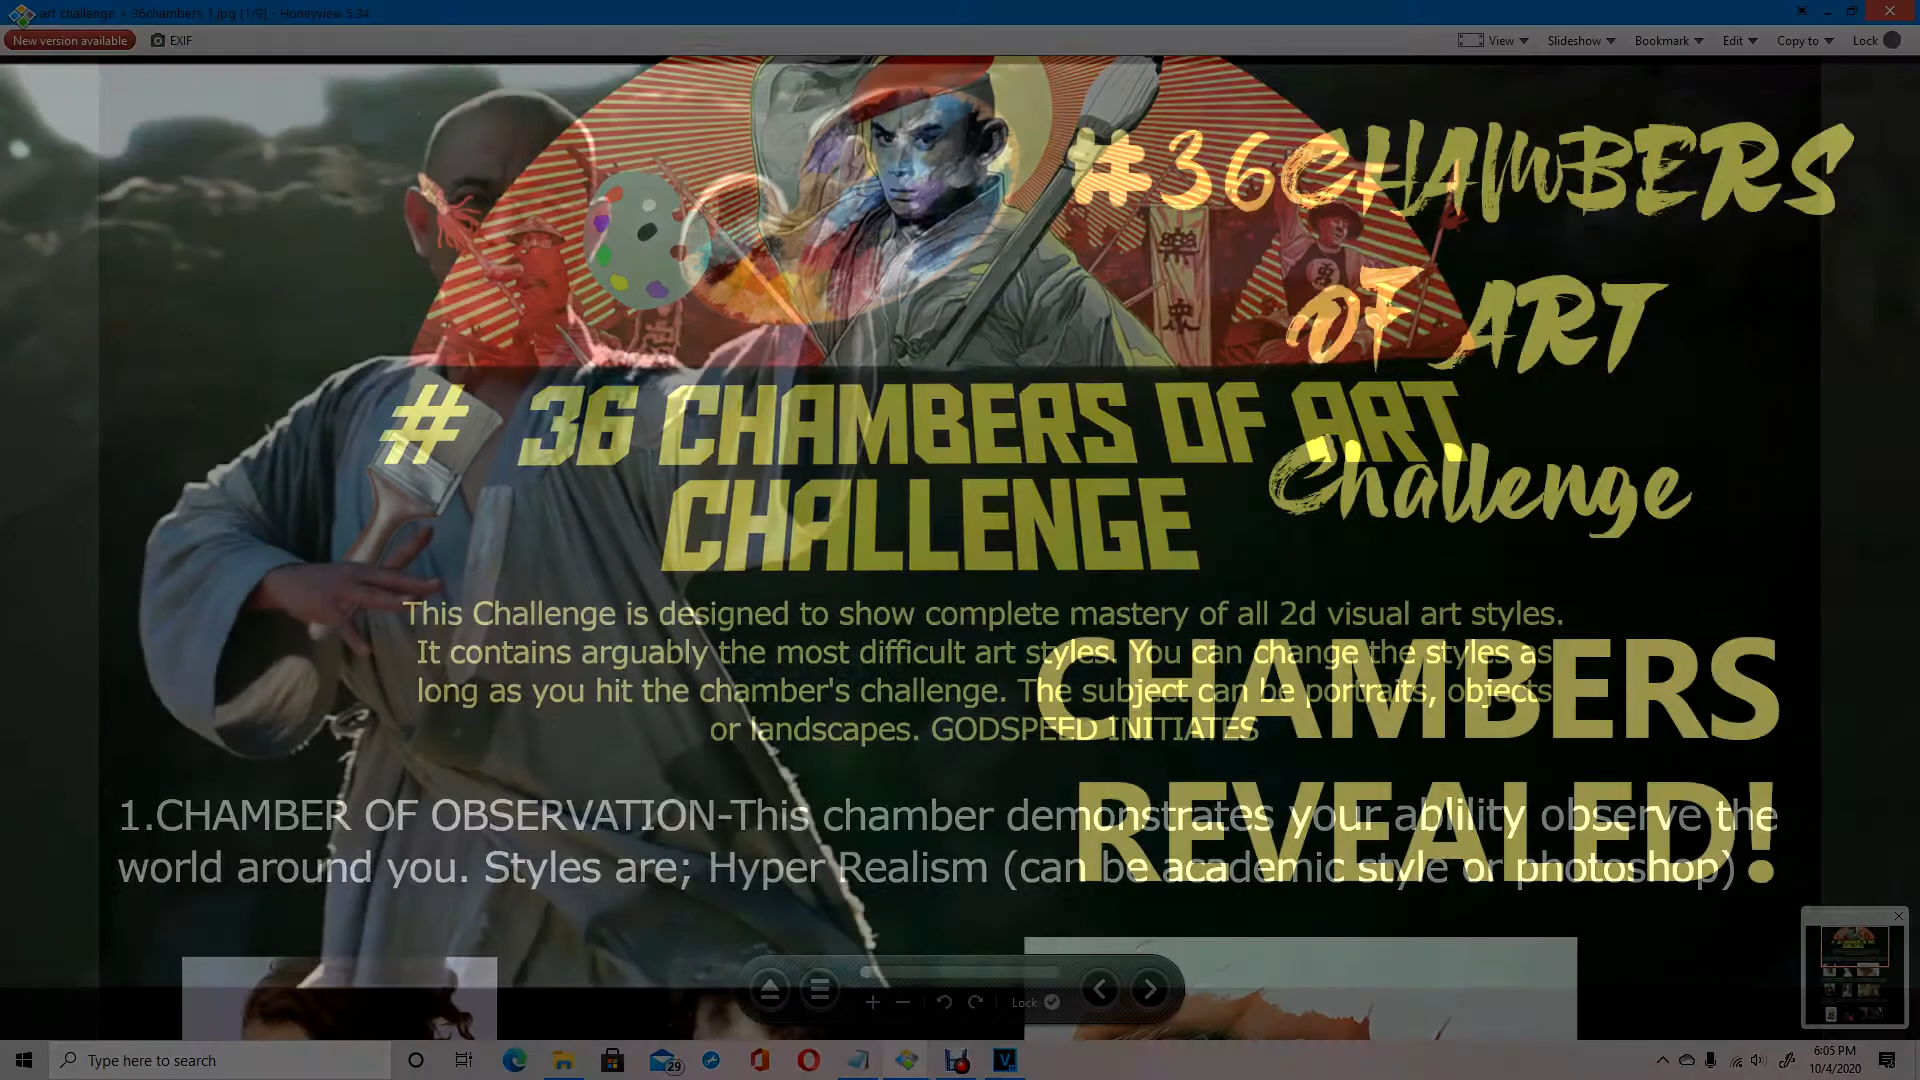 art challenge > 36chambers 1.jpg [1/9] - Honeyview 5.34
New version available
EXIF
View
Slideshow
Bookmark
Edit
Copy to
Lock
#36CHAMBERS
OF ART
Challenge
# 36 CHAMBERS OF ART
CHALLENGE
This Challenge is designed to show complete mastery of all 2d visual art styles.
It contains arguably the most difficult art styles. You can change the styles as
long as you hit the chamber's challenge. The subject can be portraits, objects
or landscapes. GODSPEED INITIATES
CHAMBERS
REVEALED!
1.CHAMBER OF OBSERVATION-This chamber demonstrates your ablility observe the
world around you. Styles are; Hyper Realism (can be academic style or photoshop)
Lock
Type here to search
29
6:05 PM
10/4/2020